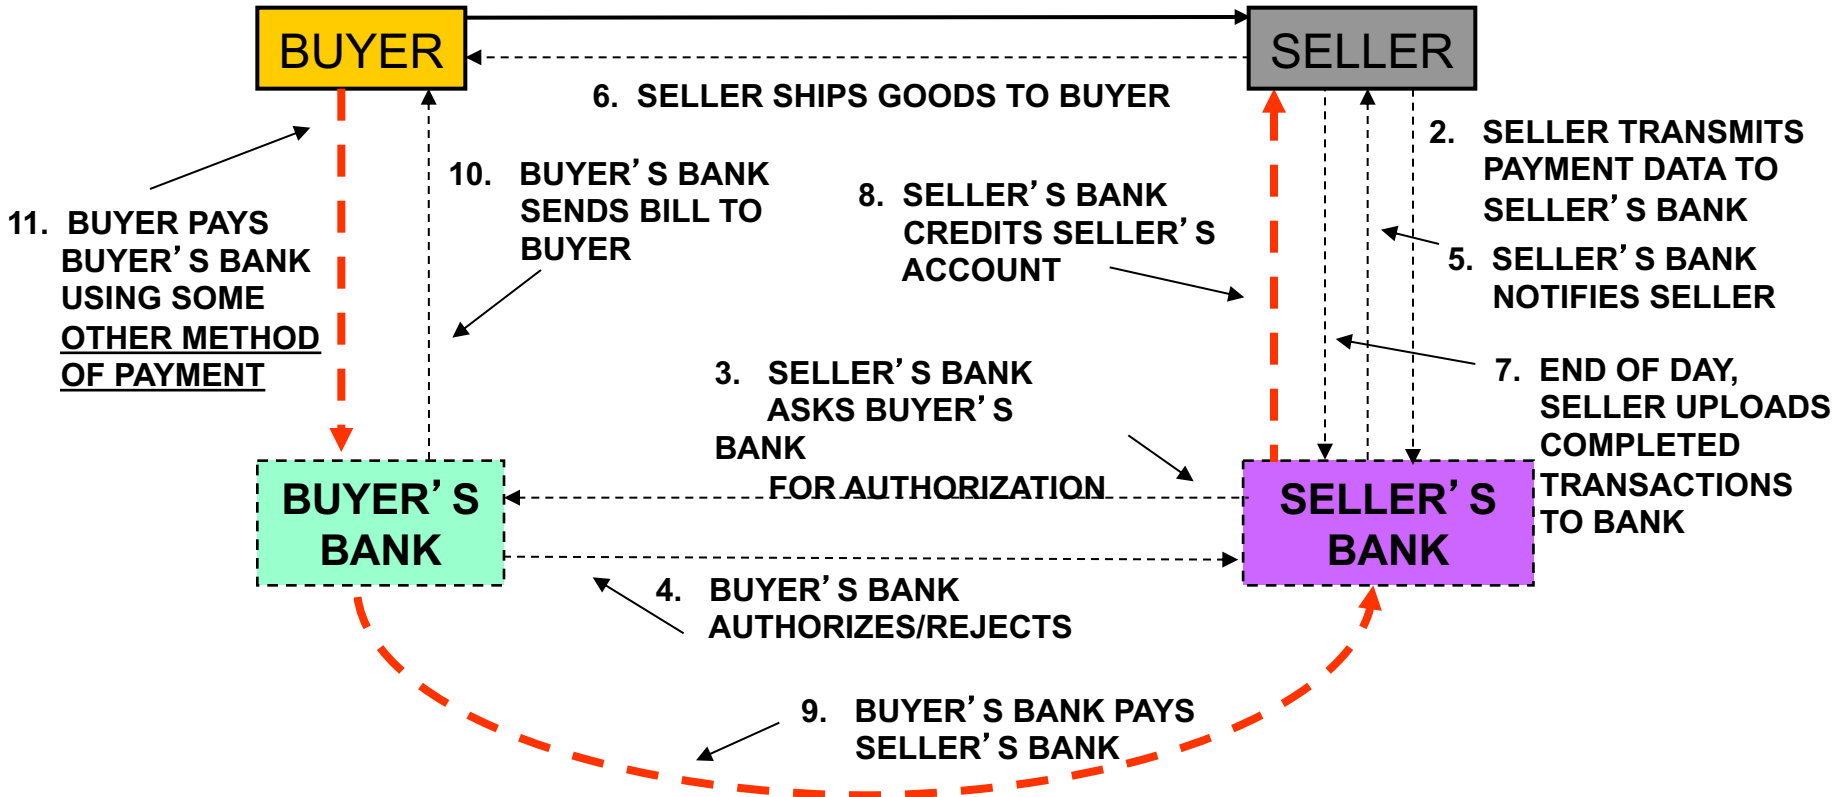 BUYER
SELLER
6. SELLER SHIPS GOODS TO BUYER
2. SELLER TRANSMITS
PAYMENT DATA TO
SELLER’S BANK
10. BUYER’S BANK
SENDS BILL TO
BUYER
8. SELLER’S BANK
CREDITS SELLER’S
ACCOUNT
11. BUYER PAYS
BUYER’S BANK
USING SOME
OTHER METHOD
OF PAYMENT
5. SELLER’S BANK
NOTIFIES SELLER
3. SELLER’S BANK
ASKS BUYER’S
BANK
FOR AUTHORIZATION
7. END OF DAY,
SELLER UPLOADS
COMPLETED
TRANSACTIONS
TO BANK
BUYER’S
BANK
SELLER’S
BANK
4. BUYER’S BANK
AUTHORIZES/REJECTS
9. BUYER’S BANK PAYS
SELLER’S BANK